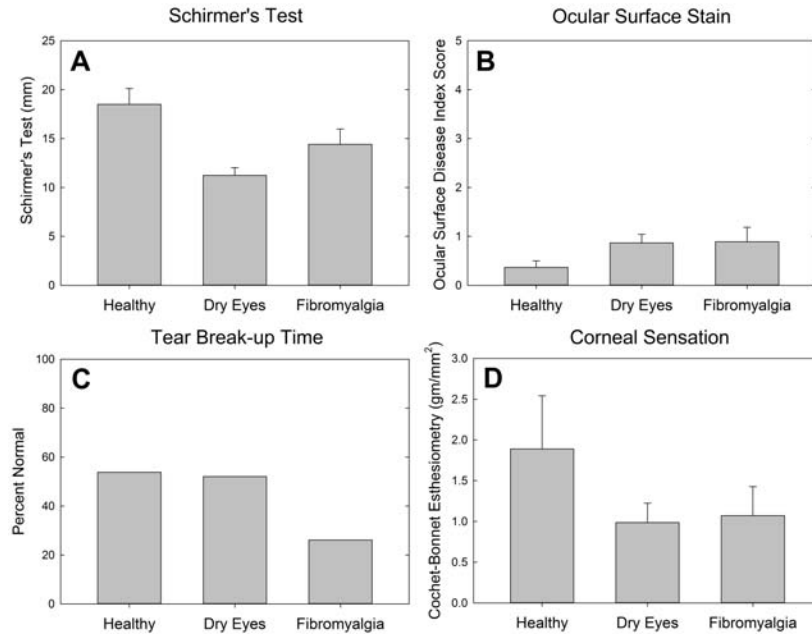 Schirmer's Test
A
Schirmer's Test (mm)
25
20
15
10
5
0
Healthy Dry Eyes Fibromyalgia
Ocular Surface Stain
B
Ocular Surface Disease Index Score
5
4
3
2
1
0
Healthy Dry Eyes Fibromyalgia
Tear Break-up Time
C
Percent Normal
100
80
60
40
20
0
Healthy Dry Eyes Fibromyalgia
Corneal Sensation
D
Cochet-Bonnet Esthesiometry (gm/mm²)
3.0
2.5
2.0
1.5
1.0
0.5
0.0
Healthy Dry Eyes Fibromyalgia